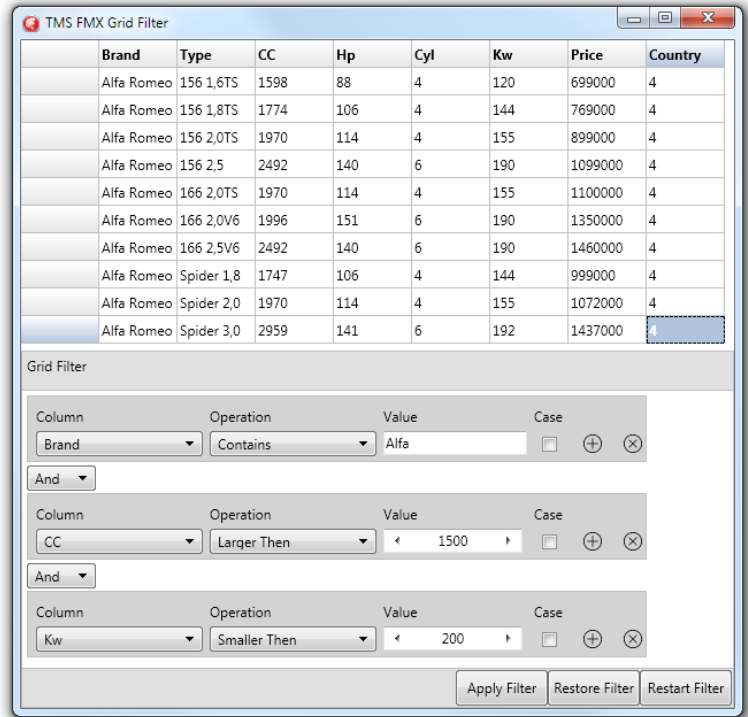 TMS FMX Grid Filter
Brand Type CC Hp Cyl Kw Price Country
Alfa Romeo 156 1,6TS 1598 88 4 120 699000 4
Alfa Romeo 156 1,8TS 1774 106 4 144 769000 4
Alfa Romeo 156 2,0TS 1970 114 4 155 899000 4
Alfa Romeo 156 2,5 2492 140 6 190 1099000 4
Alfa Romeo 166 2,0TS 1970 114 4 155 1100000 4
Alfa Romeo 166 2,0V6 1996 151 6 190 1350000 4
Alfa Romeo 166 2,5V6 2492 140 6 190 1460000 4
Alfa Romeo Spider 1,8 1747 106 4 144 999000 4
Alfa Romeo Spider 2,0 1970 114 4 155 1072000 4
Alfa Romeo Spider 3,0 2959 141 6 192 1437000 4
Grid Filter
Column Operation Value Case
Brand Contains Alfa
And
Column Operation Value Case
CC Larger Then 1500
And
Column Operation Value Case
Kw Smaller Then 200
Apply Filter Restore Filter Restart Filter